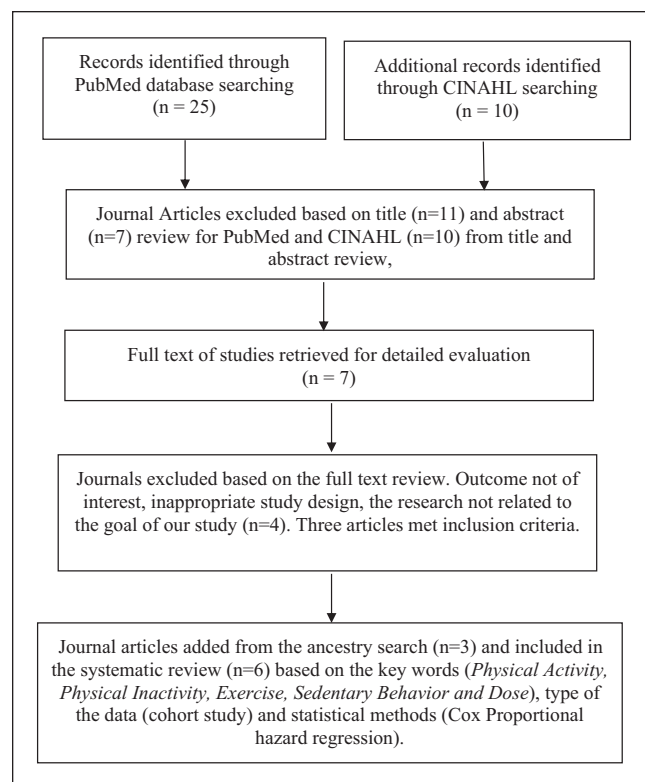 Records identified through
PubMed database searching
(n = 25)
Additional records identified
through CINAHL searching
(n = 10)
Journal Articles excluded based on title (n=11) and abstract
(n=7) review for PubMed and CINAHL (n=10) from title and
abstract review,
Full text of studies retrieved for detailed evaluation
(n = 7)
Journals excluded based on the full text review. Outcome not of
interest, inappropriate study design, the research not related to
the goal of our study (n=4). Three articles met inclusion criteria.
Journal articles added from the ancestry search (n=3) and included in
the systematic review (n=6) based on the key words (Physical Activity,
Physical Inactivity, Exercise, Sedentary Behavior and Dose), type of
the data (cohort study) and statistical methods (Cox Proportional
hazard regression).